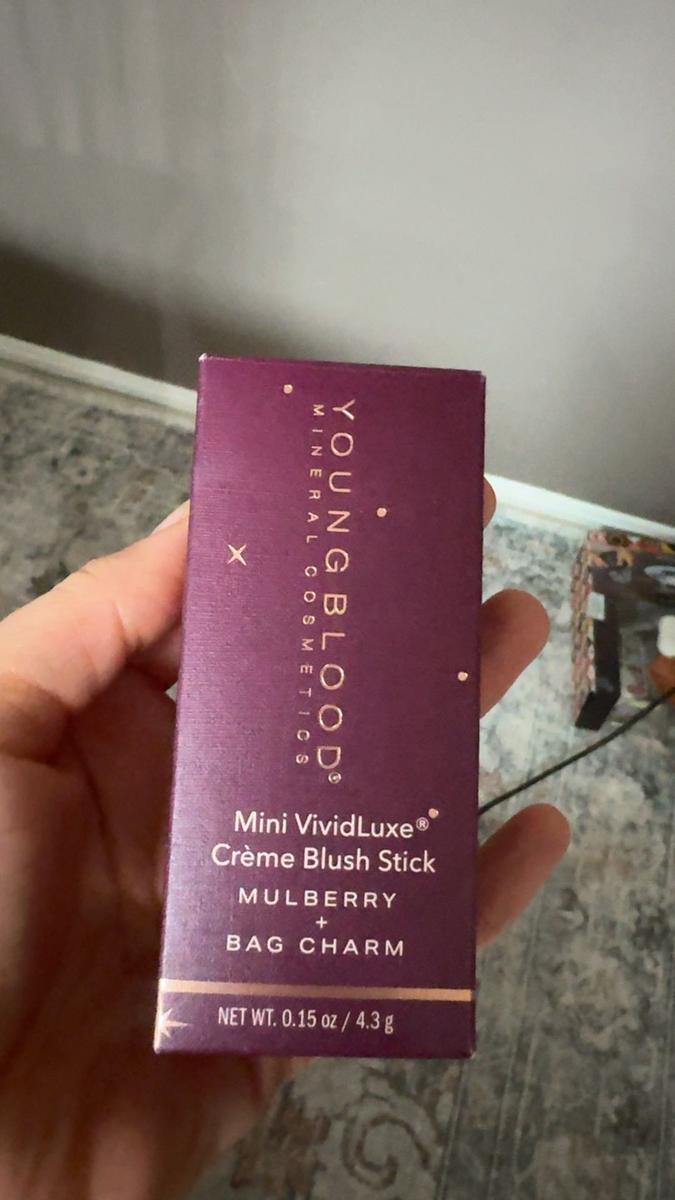 YOUNGBLOOD®
MINERAL COSMETICS
Mini VividLuxe®
Crème Blush Stick
MULBERRY
+
BAG CHARM
NET WT. 0.15 oz / 4.3 g